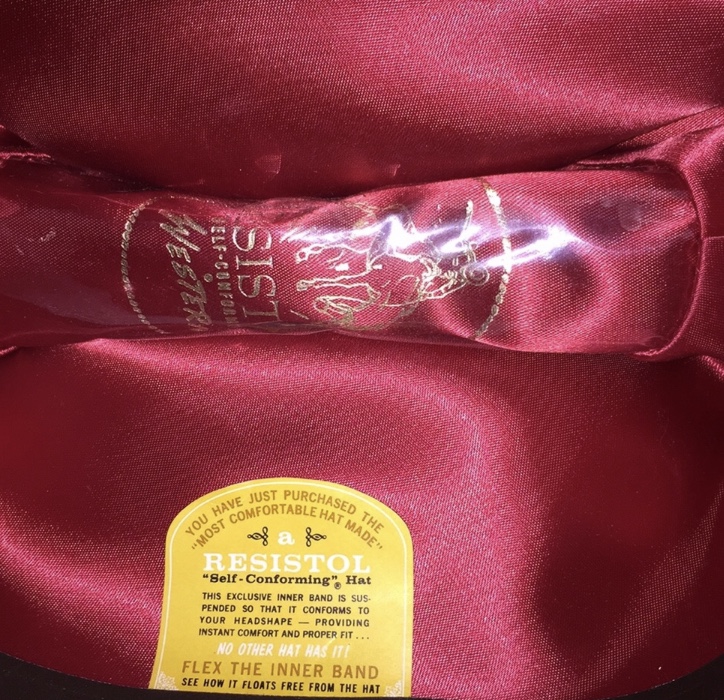 SIST
SELF-CONFOR
WESTER
YOU HAVE JUST PURCHASED THE
"MOST COMFORTABLE HAT MADE"
a
RESISTOL
"Self-Conforming"® Hat
THIS EXCLUSIVE INNER BAND IS SUS-
PENDED SO THAT IT CONFORMS TO
YOUR HEADSHAPE — PROVIDING
INSTANT COMFORT AND PROPER FIT...
NO OTHER HAT HAS IT!
FLEX THE INNER BAND
SEE HOW IT FLOATS FREE FROM THE HAT